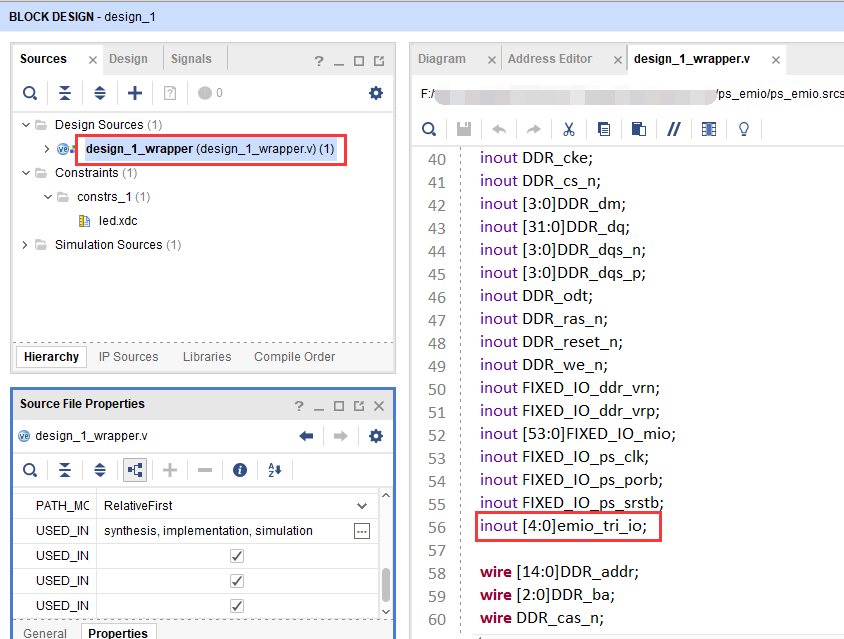 BLOCK DESIGN - design_1
Sources Design Signals
0
Design Sources (1)
design_1_wrapper (design_1_wrapper.v) (1)
Constraints (1)
constrs_1 (1)
led.xdc
Simulation Sources (1)
Hierarchy IP Sources Libraries Compile Order
Source File Properties
design_1_wrapper.v
PATH_MC RelativeFirst
USED_IN synthesis, implementation, simulation
USED_IN
USED_IN
USED_IN
General Properties
Diagram Address Editor design_1_wrapper.v
F:/ /ps_emio/ps_emio.srcs
40 inout DDR_cke;
41 inout DDR_cs_n;
42 inout [3:0]DDR_dm;
43 inout [31:0]DDR_dq;
44 inout [3:0]DDR_dqs_n;
45 inout [3:0]DDR_dqs_p;
46 inout DDR_odt;
47 inout DDR_ras_n;
48 inout DDR_reset_n;
49 inout DDR_we_n;
50 inout FIXED_IO_ddr_vrn;
51 inout FIXED_IO_ddr_vrp;
52 inout [53:0]FIXED_IO_mio;
53 inout FIXED_IO_ps_clk;
54 inout FIXED_IO_ps_porb;
55 inout FIXED_IO_ps_srstb;
56 inout [4:0]emio_tri_io;
57
58 wire [14:0]DDR_addr;
59 wire [2:0]DDR_ba;
60 wire DDR_cas_n;